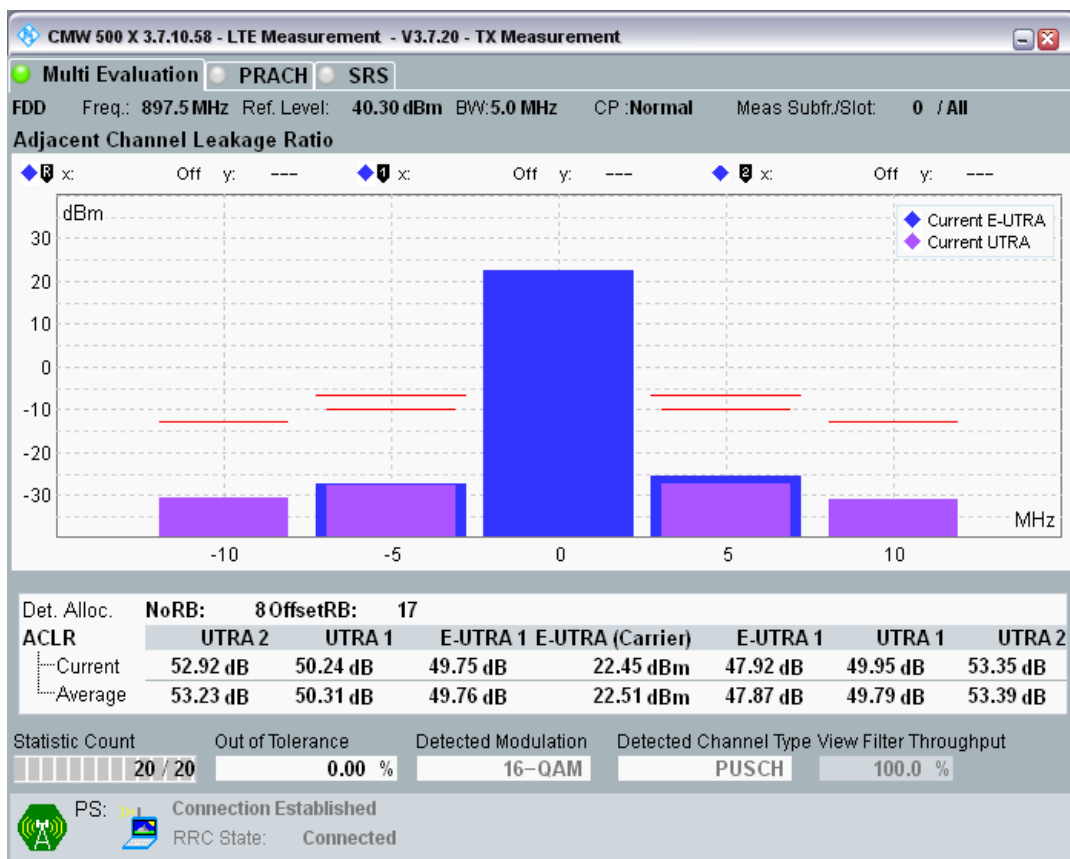 CMW 500 X 3.7.10.58 - LTE Measurement - V3.7.20 - TX Measurement
Multi Evaluation PRACH SRS
FDD Freq.: 897.5 MHz Ref. Level: 40.30 dBm BW:5.0 MHz CP :Normal Meas Subfr./Slot: 0 / All
Adjacent Channel Leakage Ratio
R x: Off y: --- 1 x: Off y: --- 2 x: Off y: ---
dBm
Current E-UTRA
Current UTRA
30
20
10
0
-10
-20
-30
MHz
-10 -5 0 5 10
Det. Alloc. NoRB: 8 OffsetRB: 17
ACLR UTRA 2 UTRA 1 E-UTRA 1 E-UTRA (Carrier) E-UTRA 1 UTRA 1 UTRA 2
Current 52.92 dB 50.24 dB 49.75 dB 22.45 dBm 47.92 dB 49.95 dB 53.35 dB
Average 53.23 dB 50.31 dB 49.76 dB 22.51 dBm 47.87 dB 49.79 dB 53.39 dB
Statistic Count Out of Tolerance Detected Modulation Detected Channel Type View Filter Throughput
20 / 20 0.00 % 16-QAM PUSCH 100.0 %
PS: Connection Established
RRC State: Connected